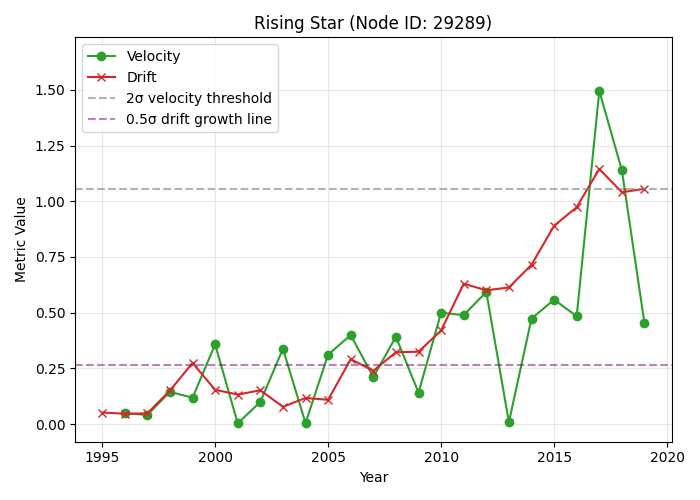 Rising Star (Node ID: 29289)
Velocity
Drift
2σ velocity threshold
0.5σ drift growth line
Metric Value
1.50
1.25
1.00
0.75
0.50
0.25
0.00
1995 2000 2005 2010 2015 2020
Year